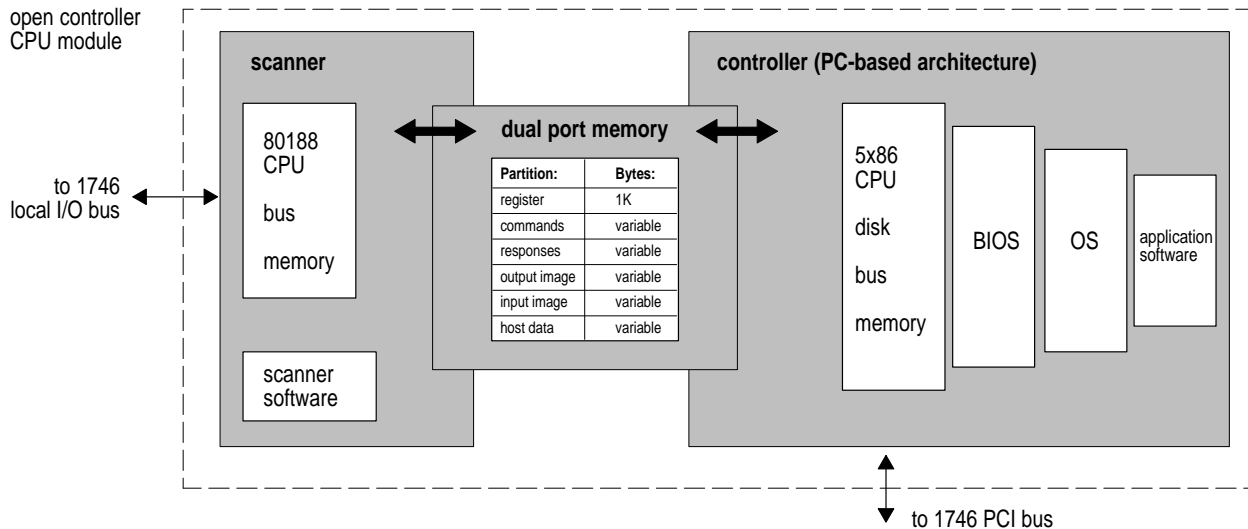 open controller
CPU module
scanner
80188
CPU
bus
memory
scanner
software
to 1746
local I/O bus
dual port memory
Partition: Bytes:
register 1K
commands variable
responses variable
output image variable
input image variable
host data variable
controller (PC-based architecture)
5x86
CPU
disk
bus
memory
BIOS
OS
application
software
to 1746 PCI bus